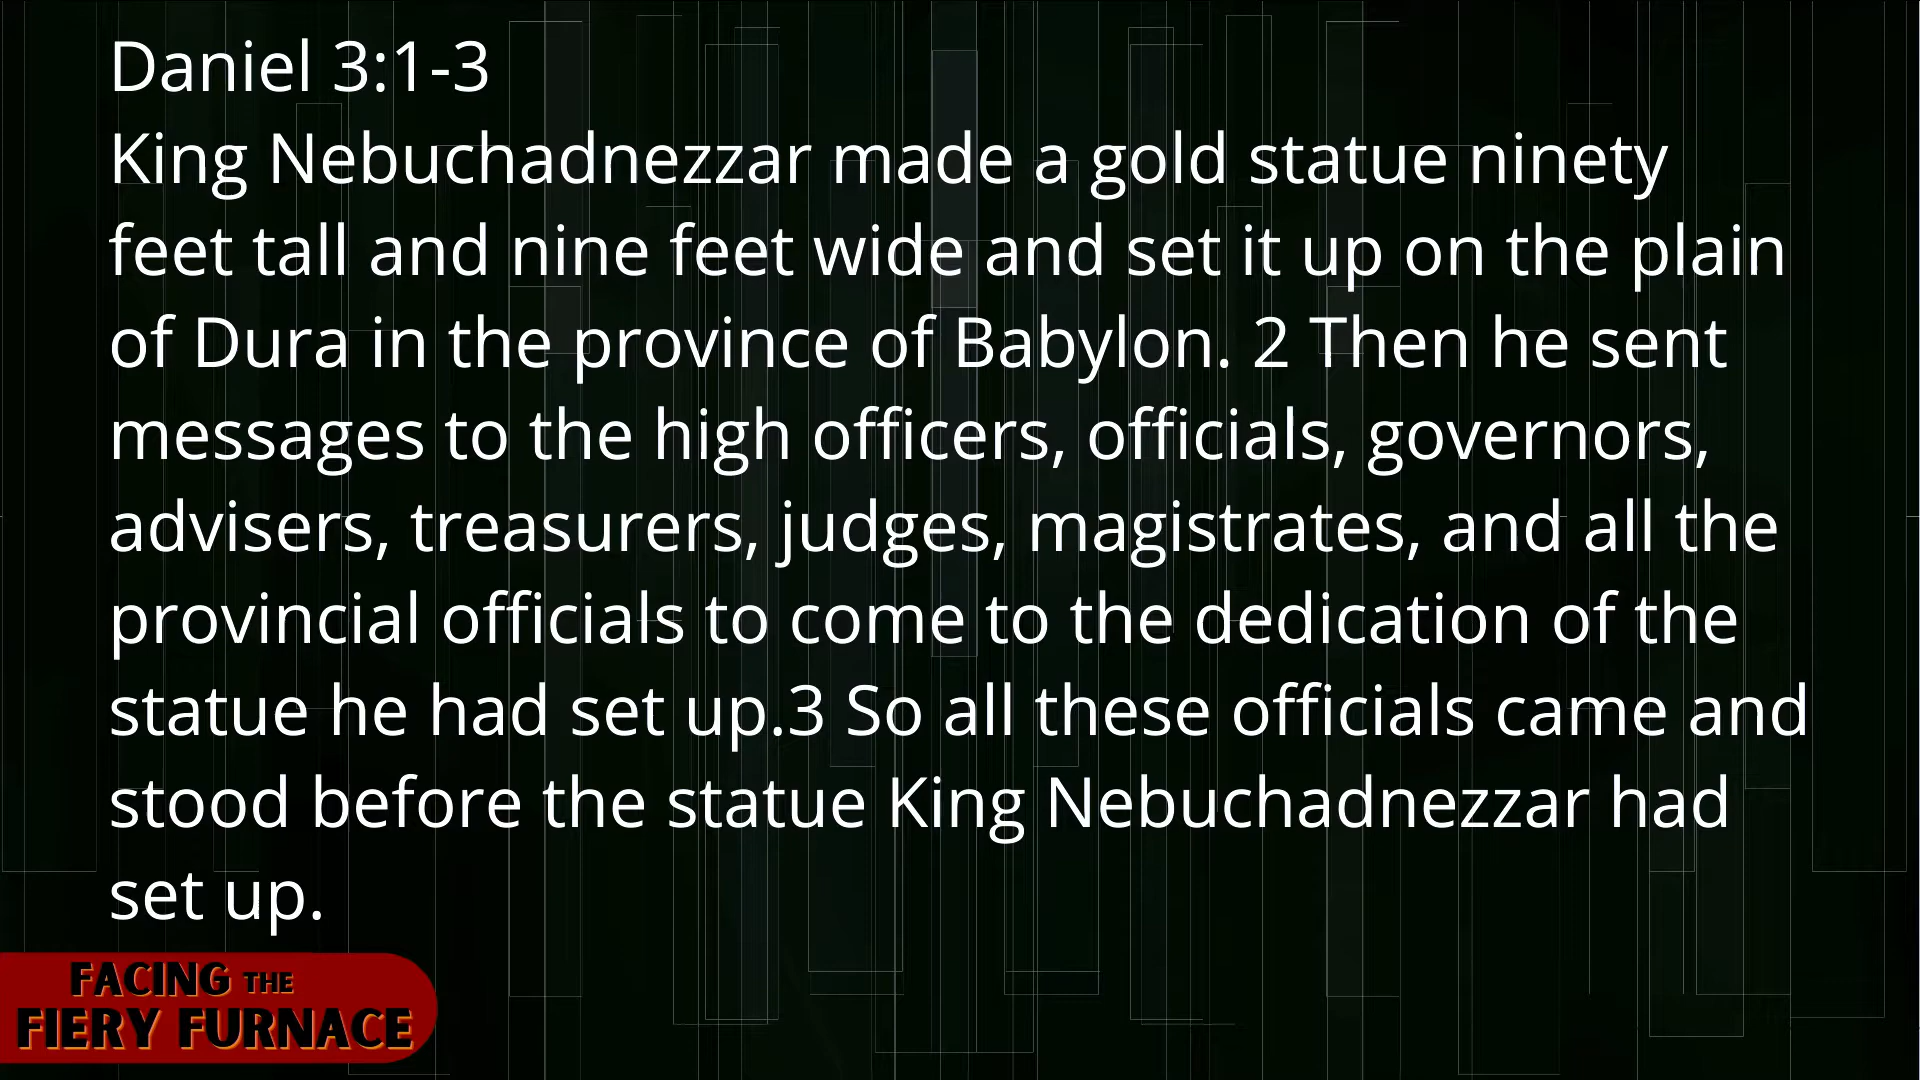 Daniel 3:1-3
King Nebuchadnezzar made a gold statue ninety
feet tall and nine feet wide and set it up on the plain
of Dura in the province of Babylon. 2 Then he sent
messages to the high officers, officials, governors,
advisers, treasurers, judges, magistrates, and all the
provincial officials to come to the dedication of the
statue he had set up.3 So all these officials came and
stood before the statue King Nebuchadnezzar had
set up.
FACING THE
FIERY FURNACE